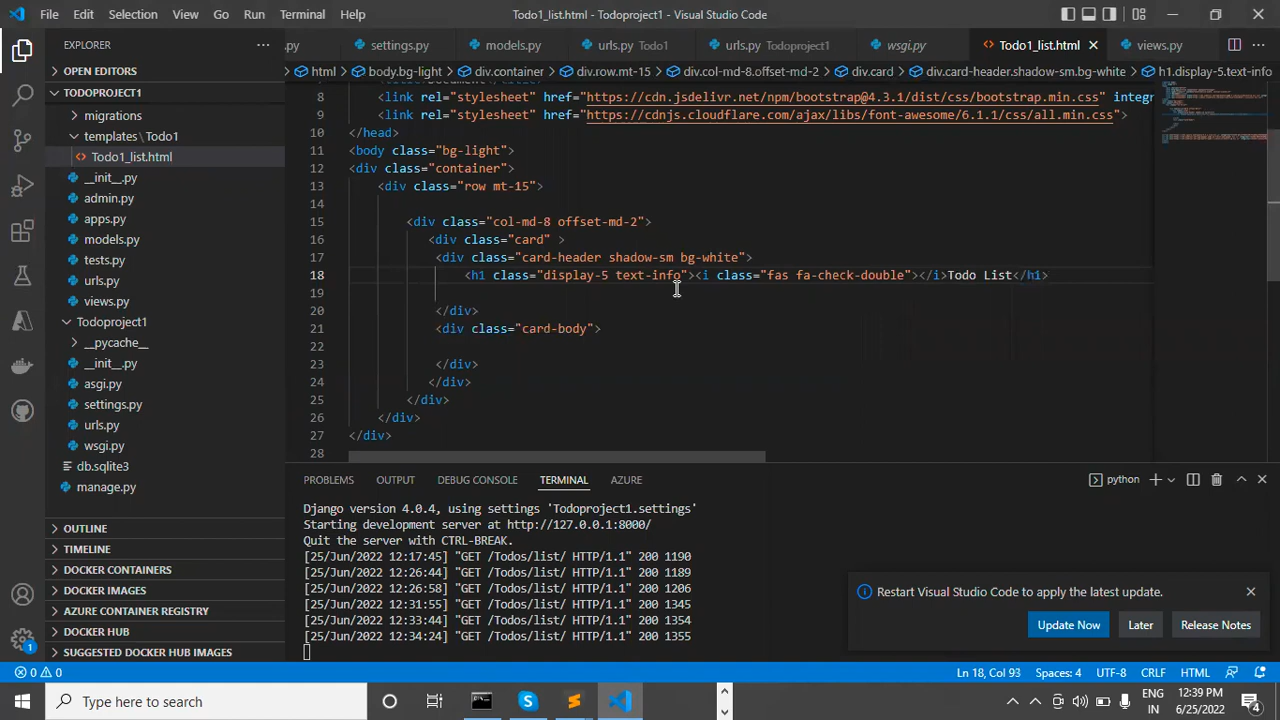 File Edit Selection View Go Run Terminal Help
Todo1_list.html - Todoproject1 - Visual Studio Code
EXPLORER
.py settings.py models.py urls.py Todo1 urls.py Todoproject1 wsgi.py Todo1_list.html views.py
OPEN EDITORS
html body.bg-light div.container div.row.mt-15 div.col-md-8.offset-md-2 div.card div.card-header.shadow-sm.bg-white h1.display-5.text-info
TODOPROJECT1
migrations
templates \ Todo1
Todo1_list.html
__init__.py
admin.py
apps.py
models.py
tests.py
urls.py
views.py
Todoproject1
__pycache__
__init__.py
asgi.py
settings.py
urls.py
wsgi.py
db.sqlite3
manage.py
OUTLINE
TIMELINE
DOCKER CONTAINERS
DOCKER IMAGES
AZURE CONTAINER REGISTRY
DOCKER HUB
SUGGESTED DOCKER HUB IMAGES
8 <link rel="stylesheet" href="https://cdn.jsdelivr.net/npm/bootstrap@4.3.1/dist/css/bootstrap.min.css" integr
9 <link rel="stylesheet" href="https://cdnjs.cloudflare.com/ajax/libs/font-awesome/6.1.1/css/all.min.css">
10 </head>
11 <body class="bg-light">
12 <div class="container">
13 <div class="row mt-15">
14
15 <div class="col-md-8 offset-md-2">
16 <div class="card" >
17 <div class="card-header shadow-sm bg-white">
18 <h1 class="display-5 text-info"><i class="fas fa-check-double"></i>Todo List</h1>
19
20 </div>
21 <div class="card-body">
22
23 </div>
24 </div>
25 </div>
26 </div>
27 </div>
28
PROBLEMS OUTPUT DEBUG CONSOLE TERMINAL AZURE python
Django version 4.0.4, using settings 'Todoproject1.settings'
Starting development server at http://127.0.0.1:8000/
Quit the server with CTRL-BREAK.
[25/Jun/2022 12:17:45] "GET /Todos/list/ HTTP/1.1" 200 1190
[25/Jun/2022 12:26:44] "GET /Todos/list/ HTTP/1.1" 200 1189
[25/Jun/2022 12:26:58] "GET /Todos/list/ HTTP/1.1" 200 1206
[25/Jun/2022 12:31:55] "GET /Todos/list/ HTTP/1.1" 200 1345
[25/Jun/2022 12:33:44] "GET /Todos/list/ HTTP/1.1" 200 1354
[25/Jun/2022 12:34:24] "GET /Todos/list/ HTTP/1.1" 200 1355
Restart Visual Studio Code to apply the latest update.
Update Now Later Release Notes
1
0 0 Ln 18, Col 93 Spaces: 4 UTF-8 CRLF HTML
Type here to search
ENG 12:39 PM
IN 6/25/2022 4